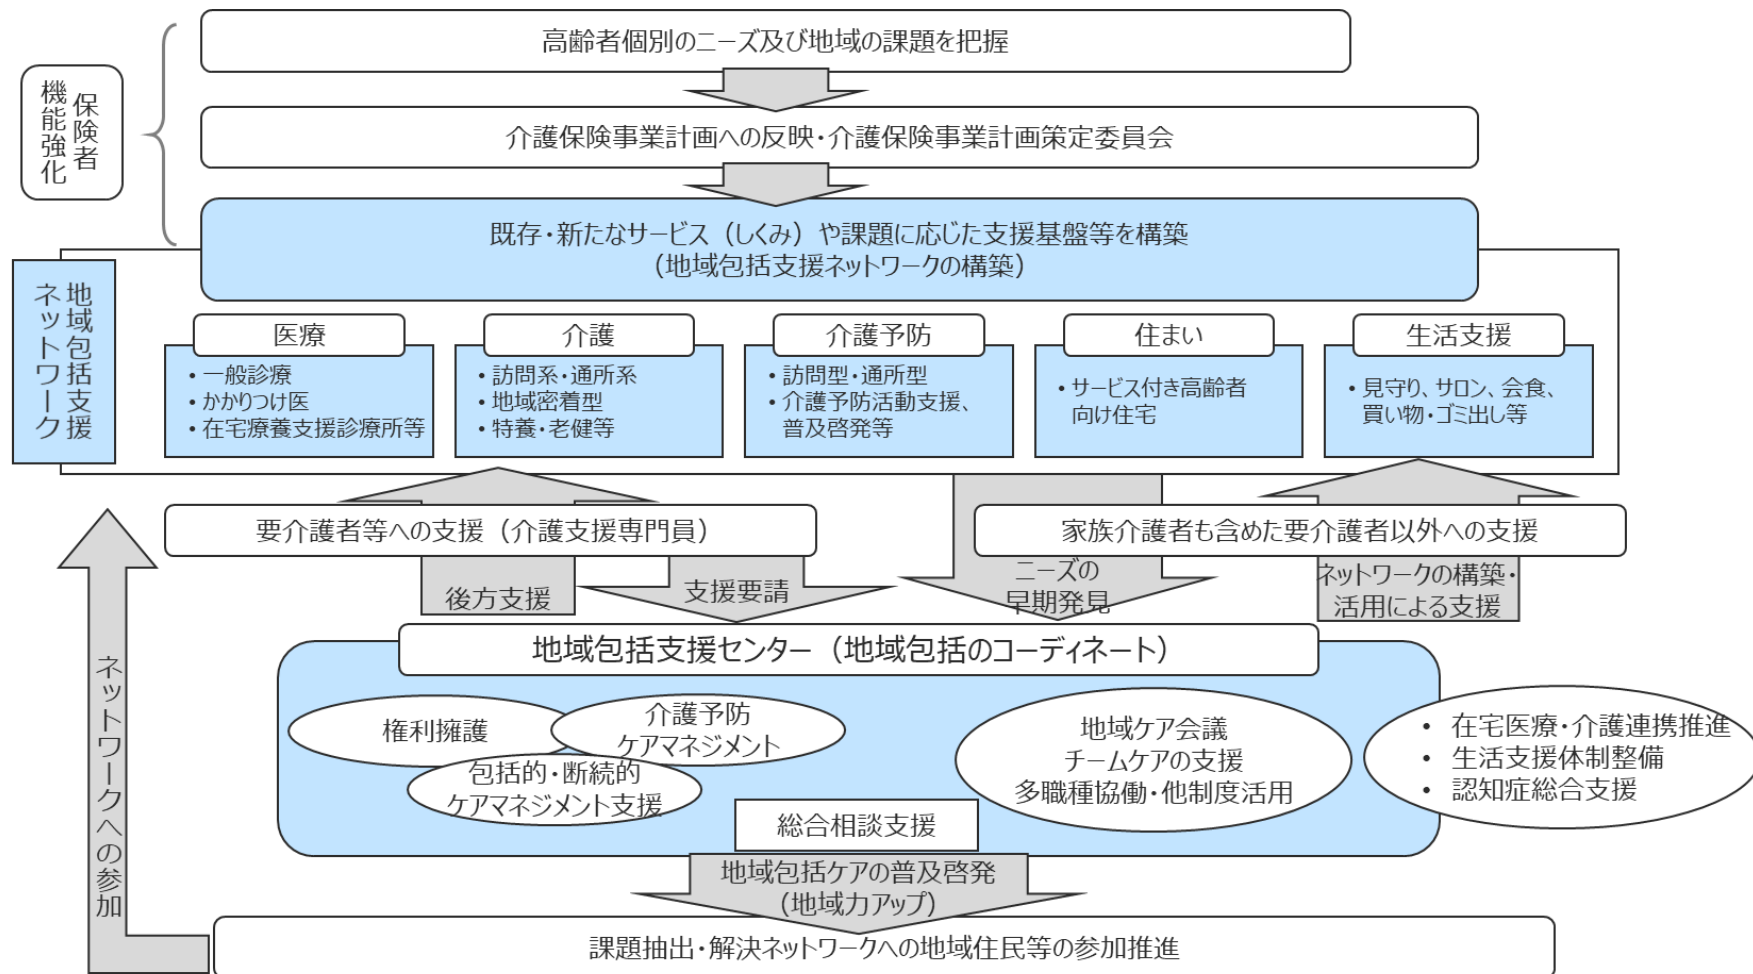 高齢者個別のニーズ及び地域の課題を把握
保険者
機能強化
介護保険事業計画への反映・介護保険事業計画策定委員会
既存・新たなサービス（しくみ）や課題に応じた支援基盤等を構築
（地域包括支援ネットワークの構築）
地域包括支援
ネットワーク
医療
・一般診療
・かかりつけ医
・在宅療養支援診療所等
介護
・訪問系・通所系
・地域密着型
・特養・老健等
介護予防
・訪問型・通所型
・介護予防活動支援、
普及啓発等
住まい
・サービス付き高齢者
向け住宅
生活支援
・見守り、サロン、会食、
買い物・ゴミ出し等
要介護者等への支援（介護支援専門員）
家族介護者も含めた要介護者以外への支援
後方支援
支援要請
ニーズの
早期発見
ネットワークの構築・
活用による支援
地域包括支援センター（地域包括のコーディネート）
権利擁護
介護予防
ケアマネジメント
包括的・断続的
ケアマネジメント支援
地域ケア会議
チームケアの支援
多職種協働・他制度活用
・在宅医療・介護連携推進
・生活支援体制整備
・認知症総合支援
総合相談支援
地域包括ケアの普及啓発
（地域力アップ）
ネットワークへの参加
課題抽出・解決ネットワークへの地域住民等の参加推進